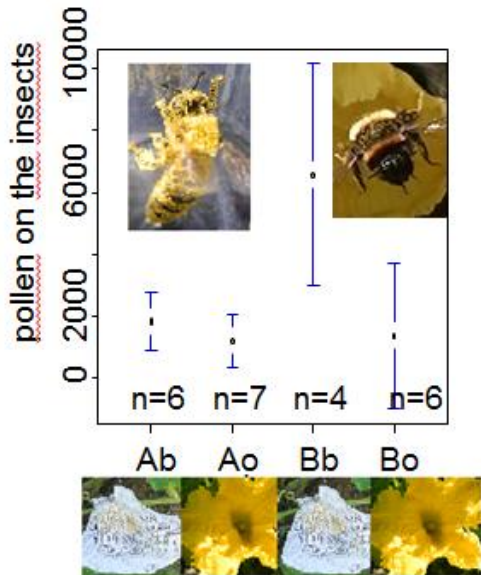 pollen on the insects
10000
6000
2000
0
n=6 n=7 n=4 n=6
Ab Ao Bb Bo